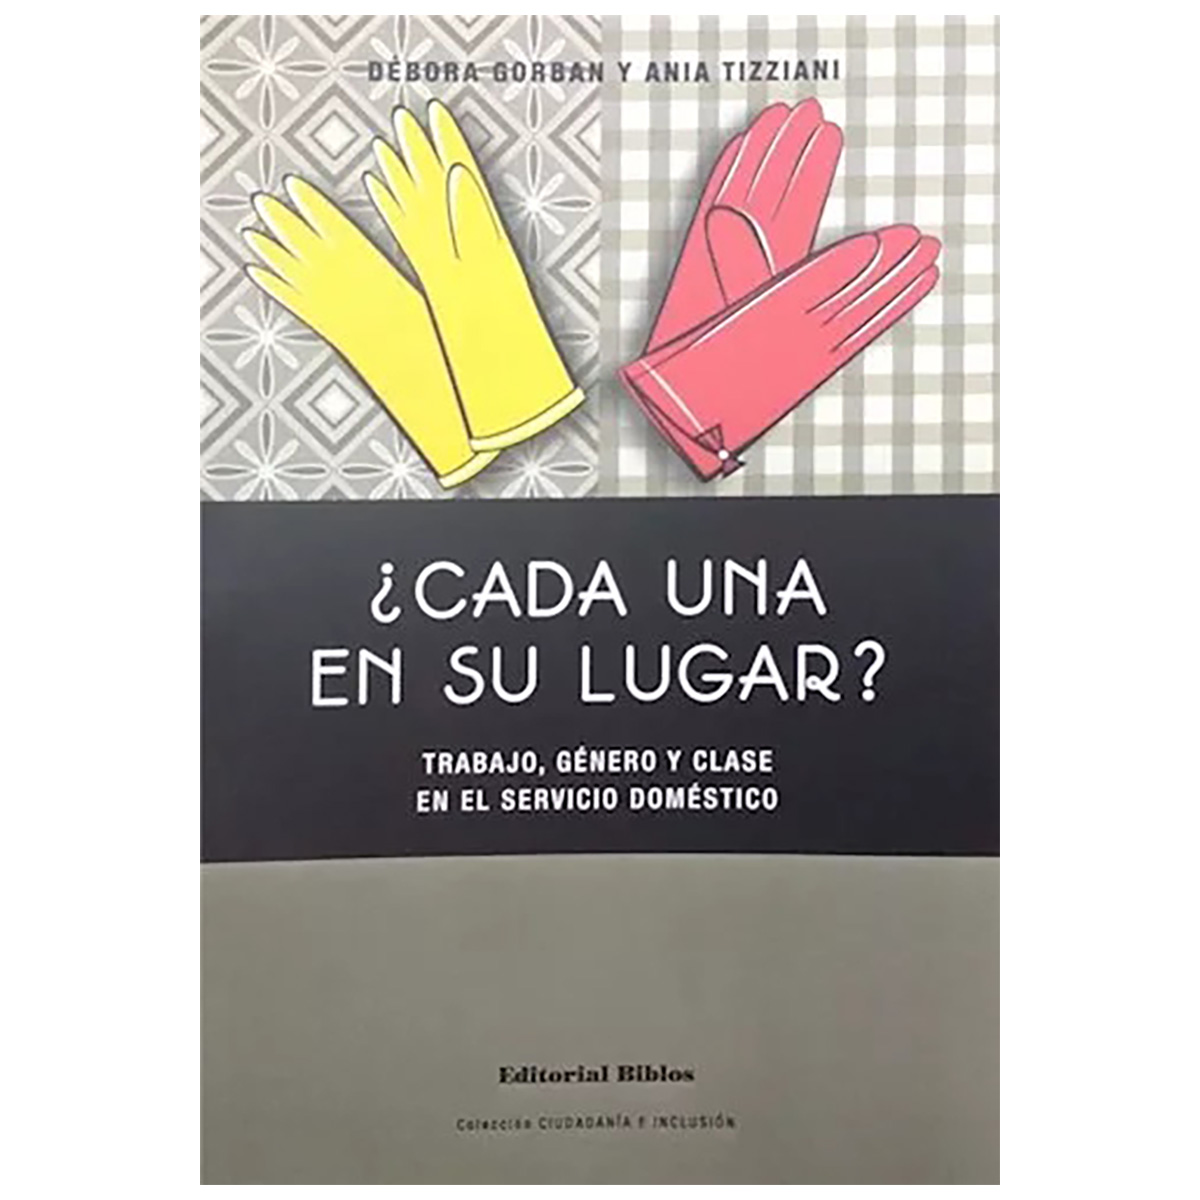 DÉBORA GORBAN Y ANIA TIZZIANI
¿CADA UNA
EN SU LUGAR?
TRABAJO, GÉNERO Y CLASE
EN EL SERVICIO DOMÉSTICO
Editorial Biblos
Colección CIUDADANÍA E INCLUSIÓN